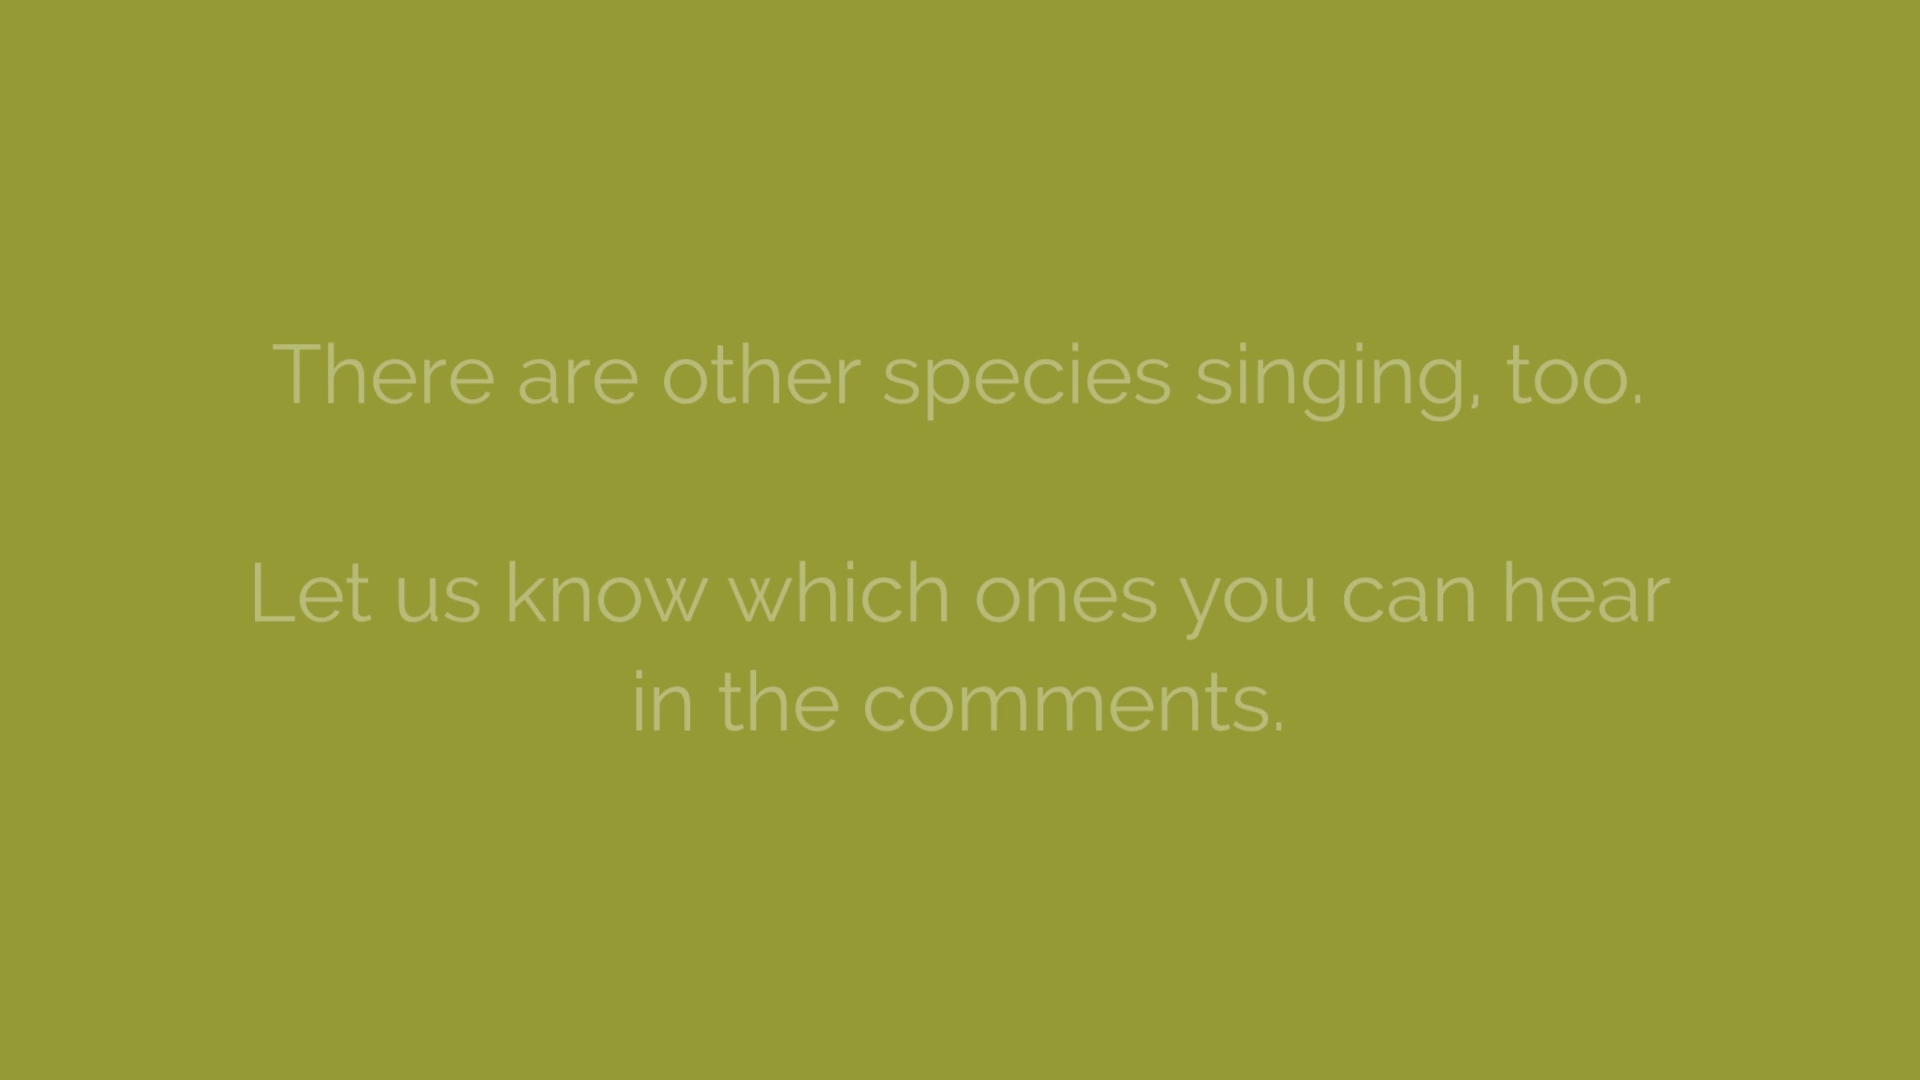 There are other species singing, too.
Let us know which ones you can hear
in the comments.